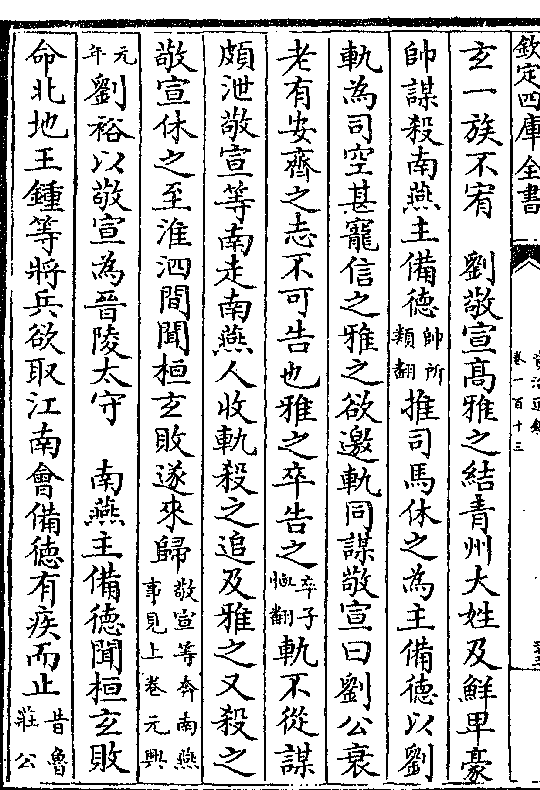 欽定四庫全書
資治通鑑
卷一百十三
玄一族不宥　劉敬宣髙雅之結青州大姓及鮮卑豪
帥謀殺南燕主備徳帥所類翻推司馬休之為主備徳以劉
軌為司空甚寵信之雅之欲邀軌同謀敬宣曰劉公衰
老有安齊之志不可告也雅之卒告之卒子恤翻軌不從謀
頗泄敬宣等南走南燕人收軌殺之追及雅之又殺之
敬宣休之至淮泗間聞桓玄敗遂來歸敬宣等奔南燕事見上卷元興
元年劉裕以敬宣為晉陵太守　南燕主備徳聞桓玄敗
命北地王鍾等將兵欲取江南會備徳有疾而止昔魯莊公